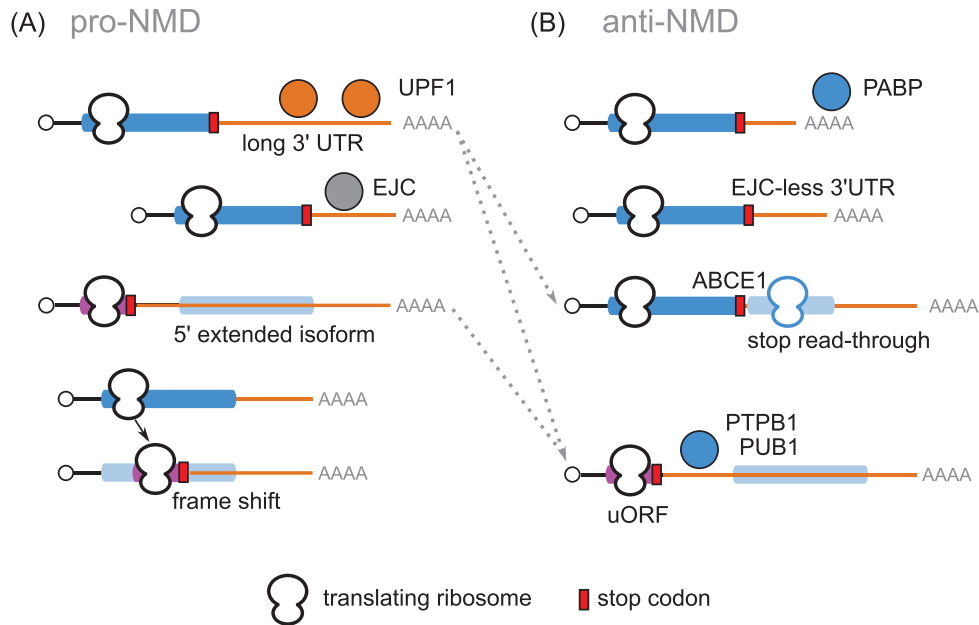 (A) pro-NMD
UPF1
AAAA
long 3' UTR
EJC
AAAA
AAAA
5' extended isoform
AAAA
AAAA
frame shift
(B) anti-NMD
PABP
AAAA
EJC-less 3'UTR
AAAA
ABCE1
AAAA
stop read-through
PTPB1
PUB1
AAAA
uORF
translating ribosome
stop codon